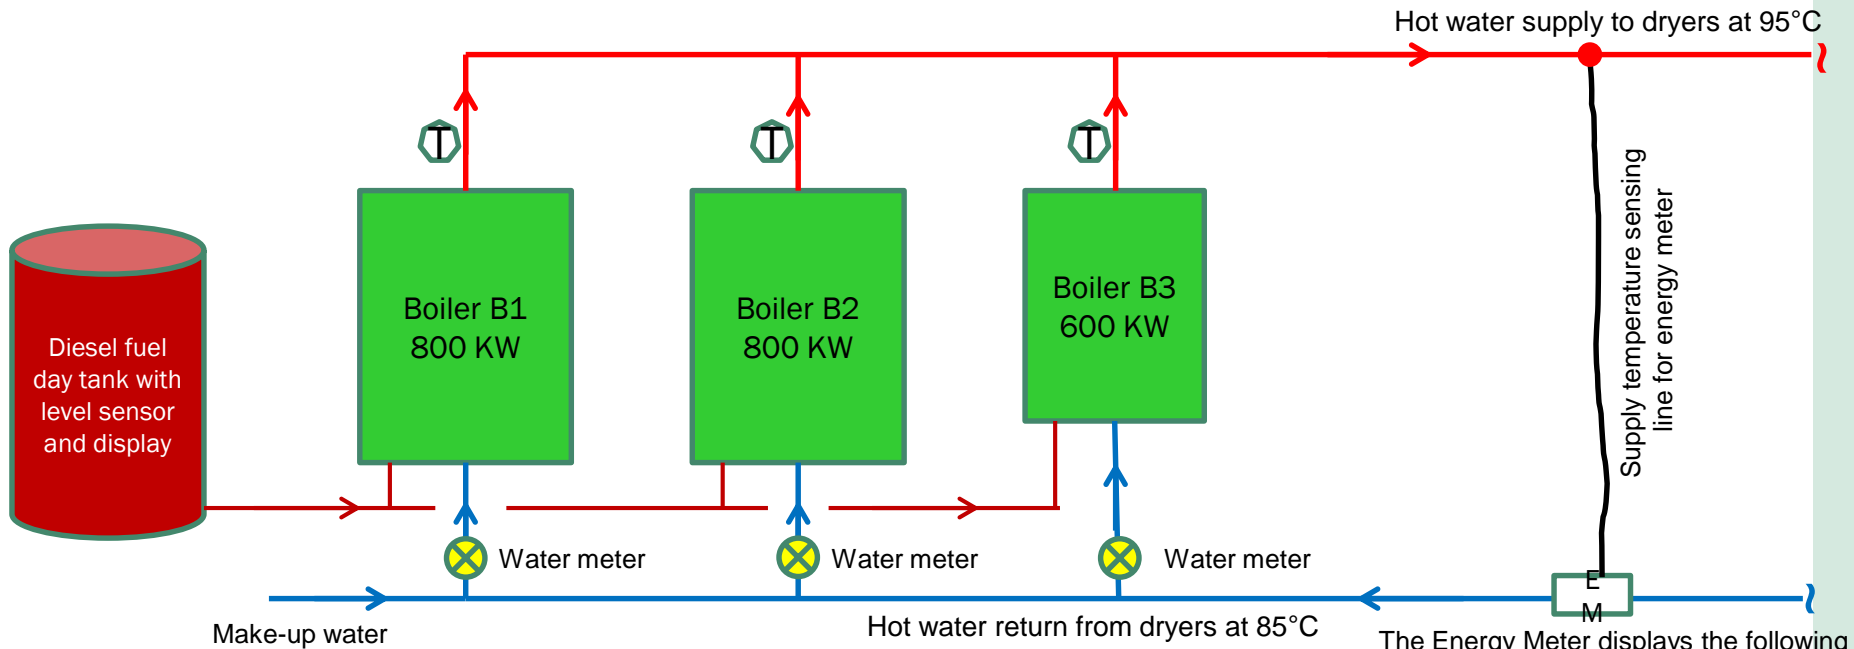 Hot water supply to dryers at 95°C
T
T
T
Boiler B1
800 KW
Boiler B2
800 KW
Boiler B3
600 KW
Diesel fuel
day tank with
level sensor
and display
Supply temperature sensing
line for energy meter
Water meter
Water meter
Water meter
E
M
Make-up water
Hot water return from dryers at 85°C
The Energy Meter displays the following